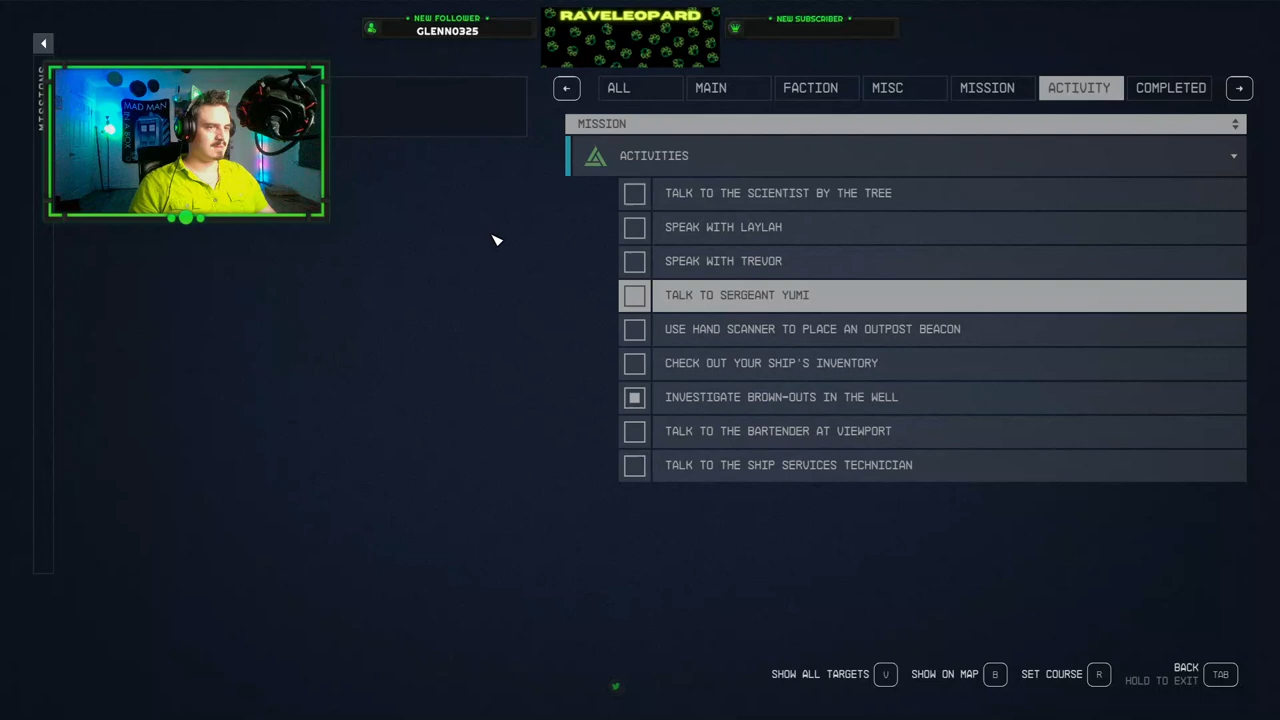 NEW FOLLOWER
GLENN0325
RAVELEOPARD
NEW SUBSCRIBER
MISSIONS
MAD MAN
IN A BOX
ALL
MAIN
FACTION
MISC
MISSION
ACTIVITY
COMPLETED
MISSION
ACTIVITIES
TALK TO THE SCIENTIST BY THE TREE
SPEAK WITH LAYLAH
SPEAK WITH TREVOR
TALK TO SERGEANT YUMI
USE HAND SCANNER TO PLACE AN OUTPOST BEACON
CHECK OUT YOUR SHIP'S INVENTORY
INVESTIGATE BROWN-OUTS IN THE WELL
TALK TO THE BARTENDER AT VIEWPORT
TALK TO THE SHIP SERVICES TECHNICIAN
SHOW ALL TARGETS V
SHOW ON MAP B
SET COURSE R
BACK
HOLD TO EXIT
TAB